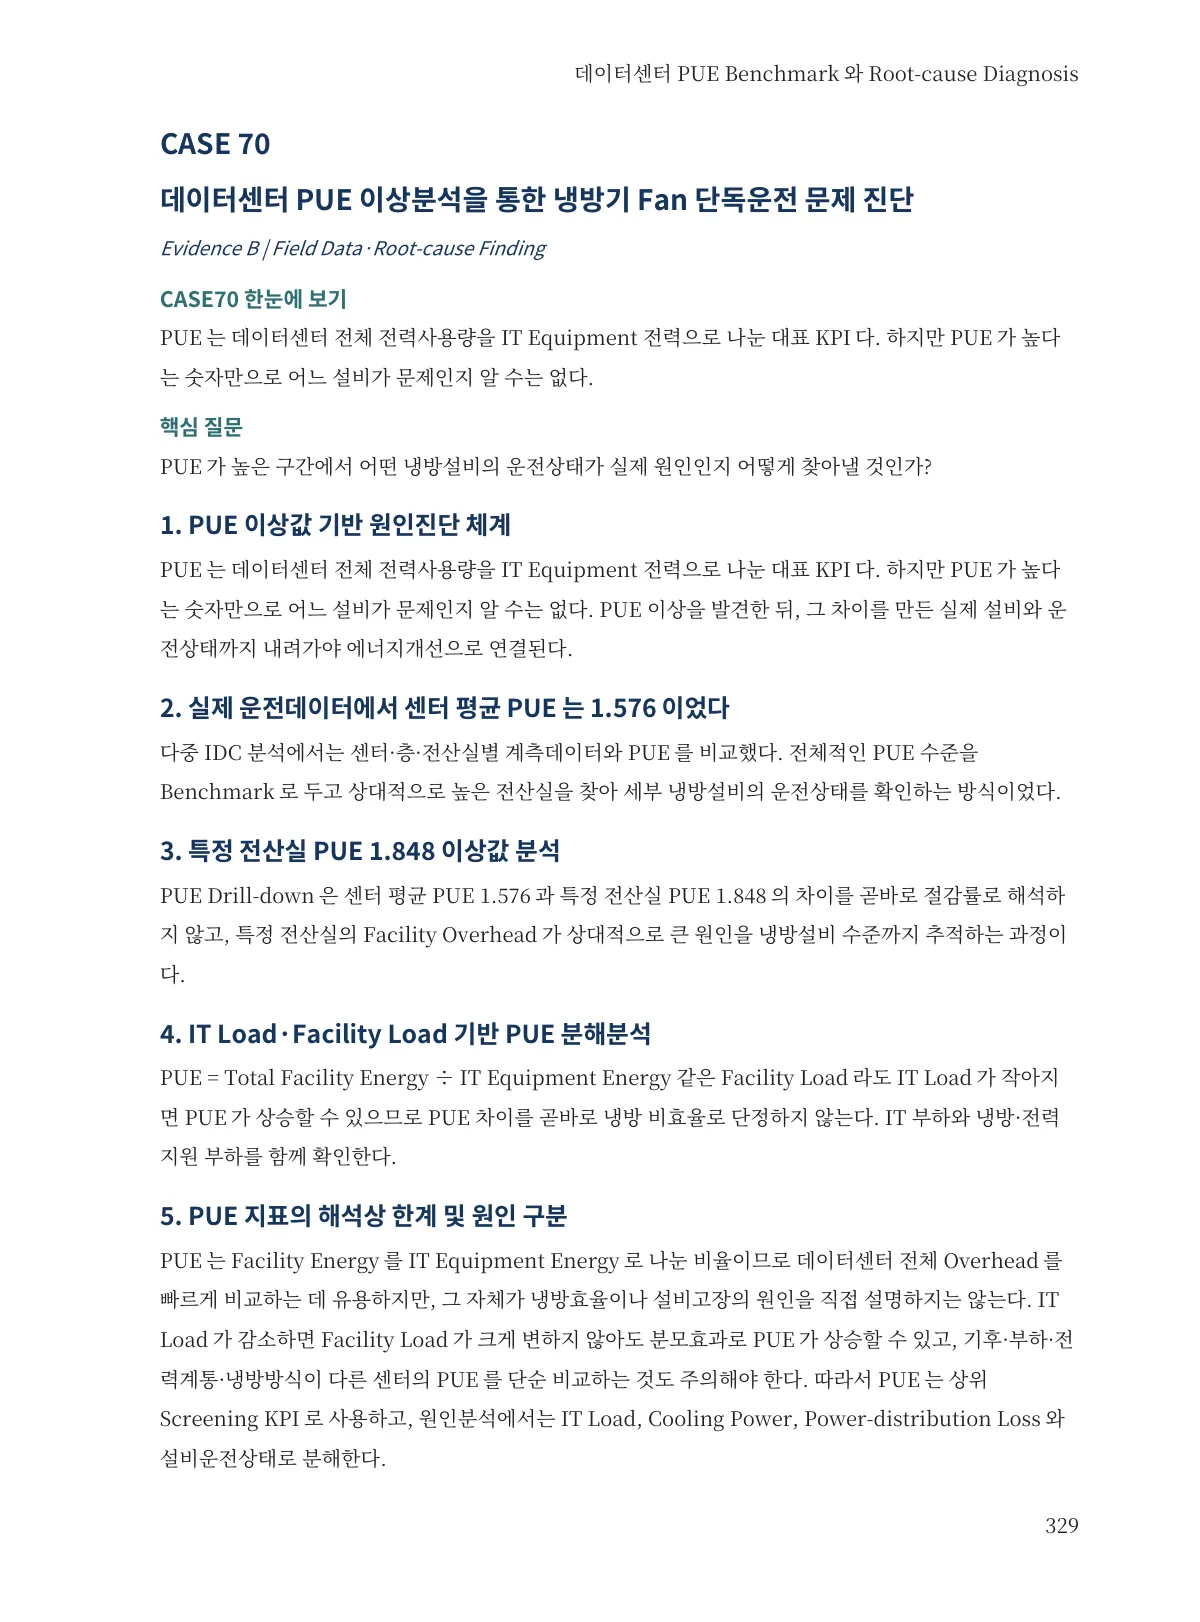 데이터센터 PUE Benchmark 와 Root-cause Diagnosis
CASE 70
데이터센터 PUE 이상분석을 통한 냉방기 Fan 단독운전 문제 진단
Evidence B | Field Data · Root-cause Finding
CASE70 한눈에 보기
PUE 는 데이터센터 전체 전력사용량을 IT Equipment 전력으로 나눈 대표 KPI 다. 하지만 PUE 가 높다
는 숫자만으로 어느 설비가 문제인지 알 수는 없다.
핵심 질문
PUE 가 높은 구간에서 어떤 냉방설비의 운전상태가 실제 원인인지 어떻게 찾아낼 것인가?
1. PUE 이상값 기반 원인진단 체계
PUE 는 데이터센터 전체 전력사용량을 IT Equipment 전력으로 나눈 대표 KPI 다. 하지만 PUE 가 높다
는 숫자만으로 어느 설비가 문제인지 알 수는 없다. PUE 이상을 발견한 뒤, 그 차이를 만든 실제 설비와 운
전상태까지 내려가야 에너지개선으로 연결된다.
2. 실제 운전데이터에서 센터 평균 PUE 는 1.576 이었다
다중 IDC 분석에서는 센터·층·전산실별 계측데이터와 PUE 를 비교했다. 전체적인 PUE 수준을
Benchmark 로 두고 상대적으로 높은 전산실을 찾아 세부 냉방설비의 운전상태를 확인하는 방식이었다.
3. 특정 전산실 PUE 1.848 이상값 분석
PUE Drill-down 은 센터 평균 PUE 1.576 과 특정 전산실 PUE 1.848 의 차이를 곧바로 절감률로 해석하
지 않고, 특정 전산실의 Facility Overhead 가 상대적으로 큰 원인을 냉방설비 수준까지 추적하는 과정이
다.
4. IT Load · Facility Load 기반 PUE 분해분석
PUE = Total Facility Energy ÷ IT Equipment Energy 같은 Facility Load 라도 IT Load 가 작아지
면 PUE 가 상승할 수 있으므로 PUE 차이를 곧바로 냉방 비효율로 단정하지 않는다. IT 부하와 냉방·전력
지원 부하를 함께 확인한다.
5. PUE 지표의 해석상 한계 및 원인 구분
PUE 는 Facility Energy 를 IT Equipment Energy 로 나눈 비율이므로 데이터센터 전체 Overhead 를
빠르게 비교하는 데 유용하지만, 그 자체가 냉방효율이나 설비고장의 원인을 직접 설명하지는 않는다. IT
Load 가 감소하면 Facility Load 가 크게 변하지 않아도 분모효과로 PUE 가 상승할 수 있고, 기후·부하·전
력계통·냉방방식이 다른 센터의 PUE 를 단순 비교하는 것도 주의해야 한다. 따라서 PUE 는 상위
Screening KPI 로 사용하고, 원인분석에서는 IT Load, Cooling Power, Power-distribution Loss 와
설비운전상태로 분해한다.
329